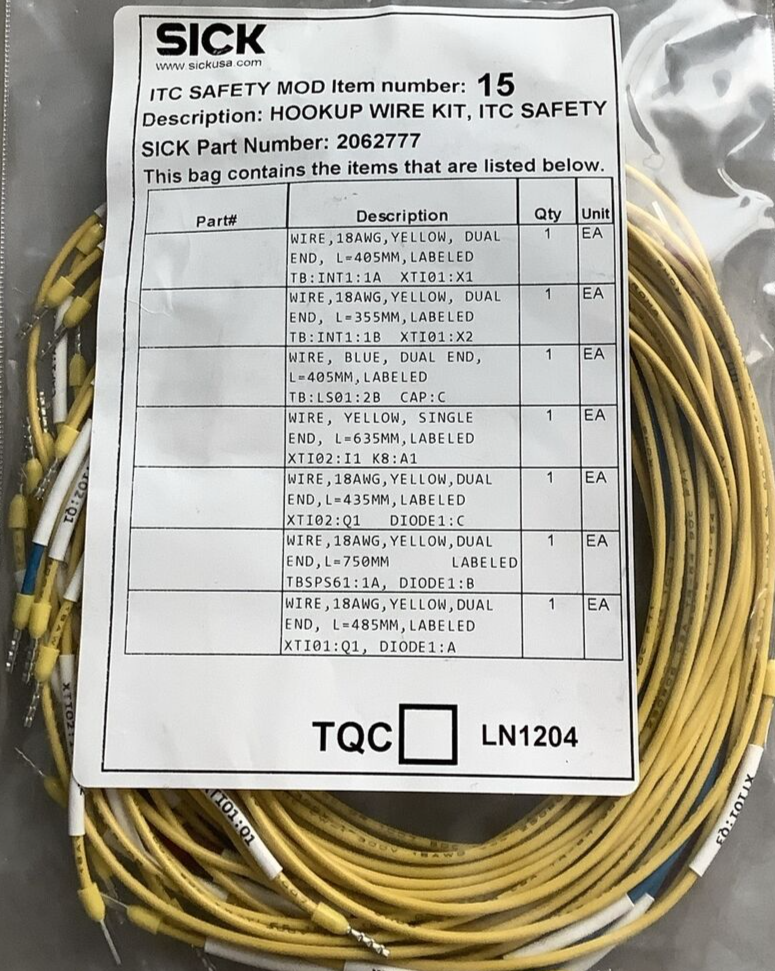 SICK
www.sickusa.com
ITC SAFETY MOD Item number: 15
Description: HOOKUP WIRE KIT, ITC SAFETY
SICK Part Number: 2062777
This bag contains the items that are listed below.
Part# Description Qty Unit
WIRE,18AWG,YELLOW, DUAL 1 EA
END, L=405MM,LABELED
TB:INT1:1A XTI01:X1
WIRE,18AWG,YELLOW, DUAL 1 EA
END, L=355MM,LABELED
TB:INT1:1B XTI01:X2
WIRE, BLUE, DUAL END, 1 EA
L=405MM,LABELED
TB:LS01:2B CAP:C
WIRE, YELLOW, SINGLE 1 EA
END, L=635MM,LABELED
XTI02:I1 K8:A1
WIRE,18AWG,YELLOW,DUAL 1 EA
END,L=435MM,LABELED
XTI02:Q1 DIODE1:C
WIRE,18AWG,YELLOW,DUAL 1 EA
END,L=750MM LABELED
TBSPS61:1A, DIODE1:B
WIRE,18AWG,YELLOW,DUAL 1 EA
END, L=485MM,LABELED
XTI01:Q1, DIODE1:A
TQC LN1204
XTI01:Q3